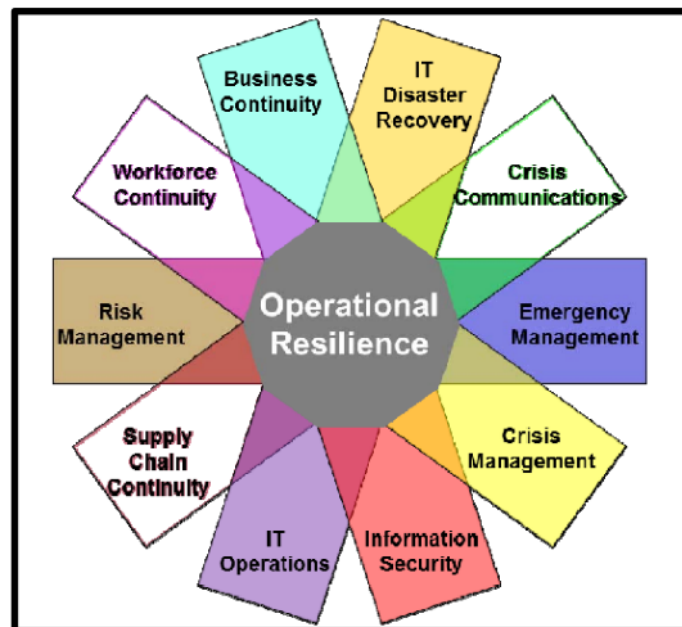 Business
Continuity
IT
Disaster
Recovery
Workforce
Continuity
Crisis
Communications
Risk
Management
Operational
Resilience
Emergency
Management
Supply
Chain
Continuity
Crisis
Management
IT
Operations
Information
Security